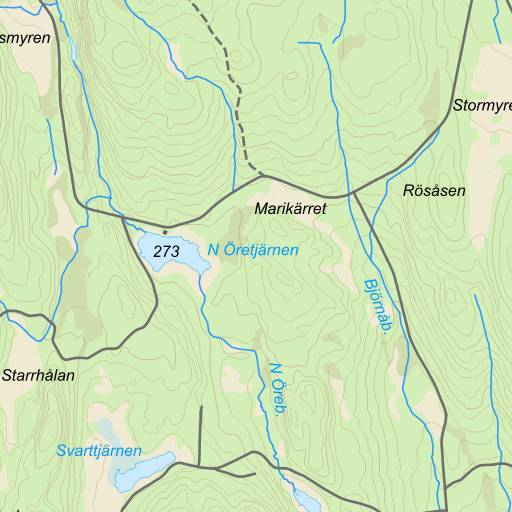 smyren
Stormyre
Rösåsen
Marikärret
N Öretjärnen
273
Björnåb.
Starrhålan
N Öreb.
Svarttjärnen